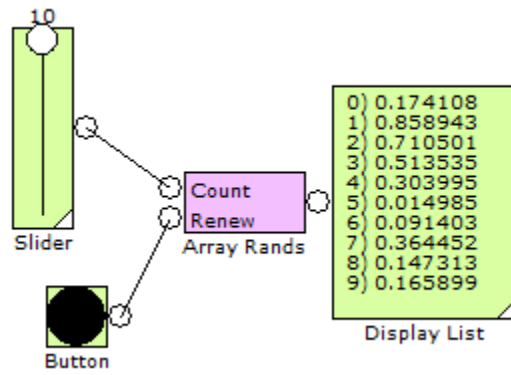 10
Slider
Button
Count
Renew
Array Rands
0) 0.174108
1) 0.858943
2) 0.710501
3) 0.513535
4) 0.303995
5) 0.014985
6) 0.091403
7) 0.364452
8) 0.147313
9) 0.165899
Display List